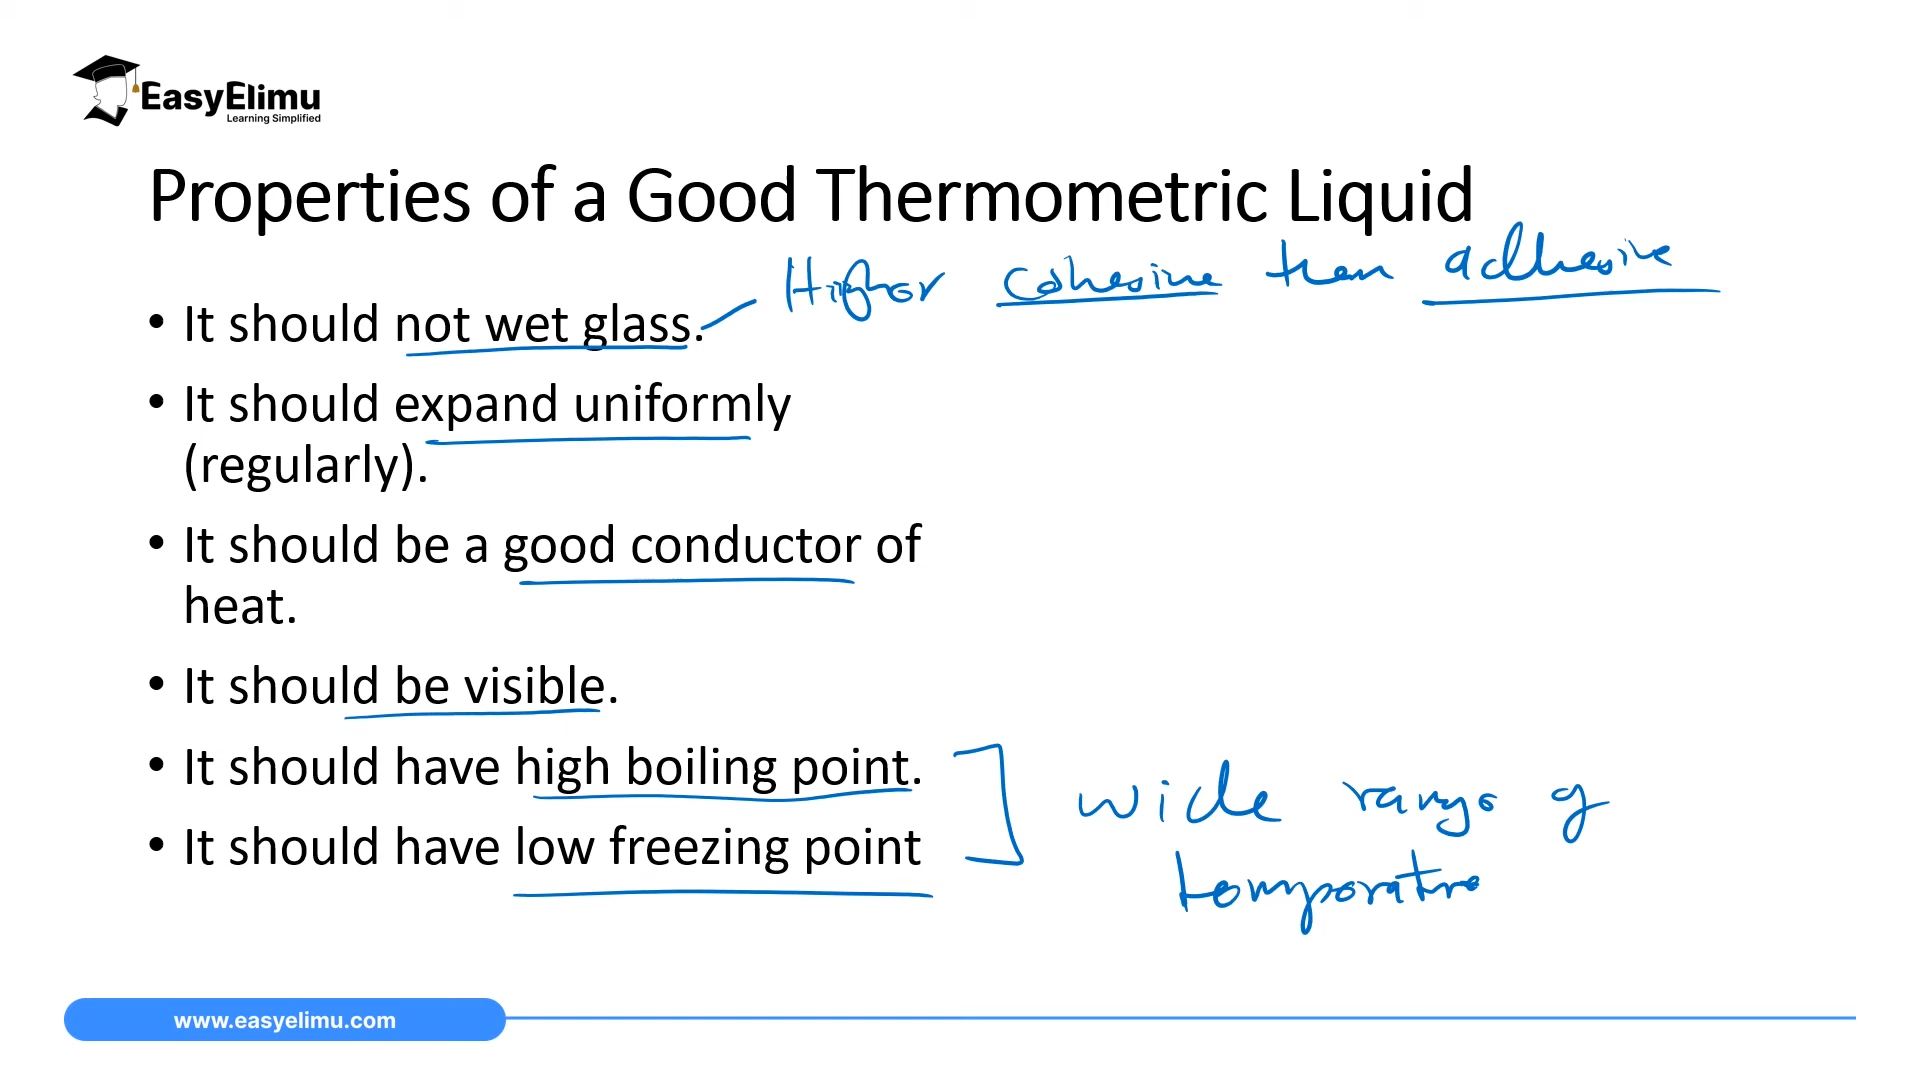 EasyElimu
Learning Simplified
Properties of a Good Thermometric Liquid
Higher cohesive than adhesive
• It should not wet glass.
• It should expand uniformly
(regularly).
• It should be a good conductor of
heat.
• It should be visible.
• It should have high boiling point.
• It should have low freezing point
wide range of
temperature
www.easyelimu.com